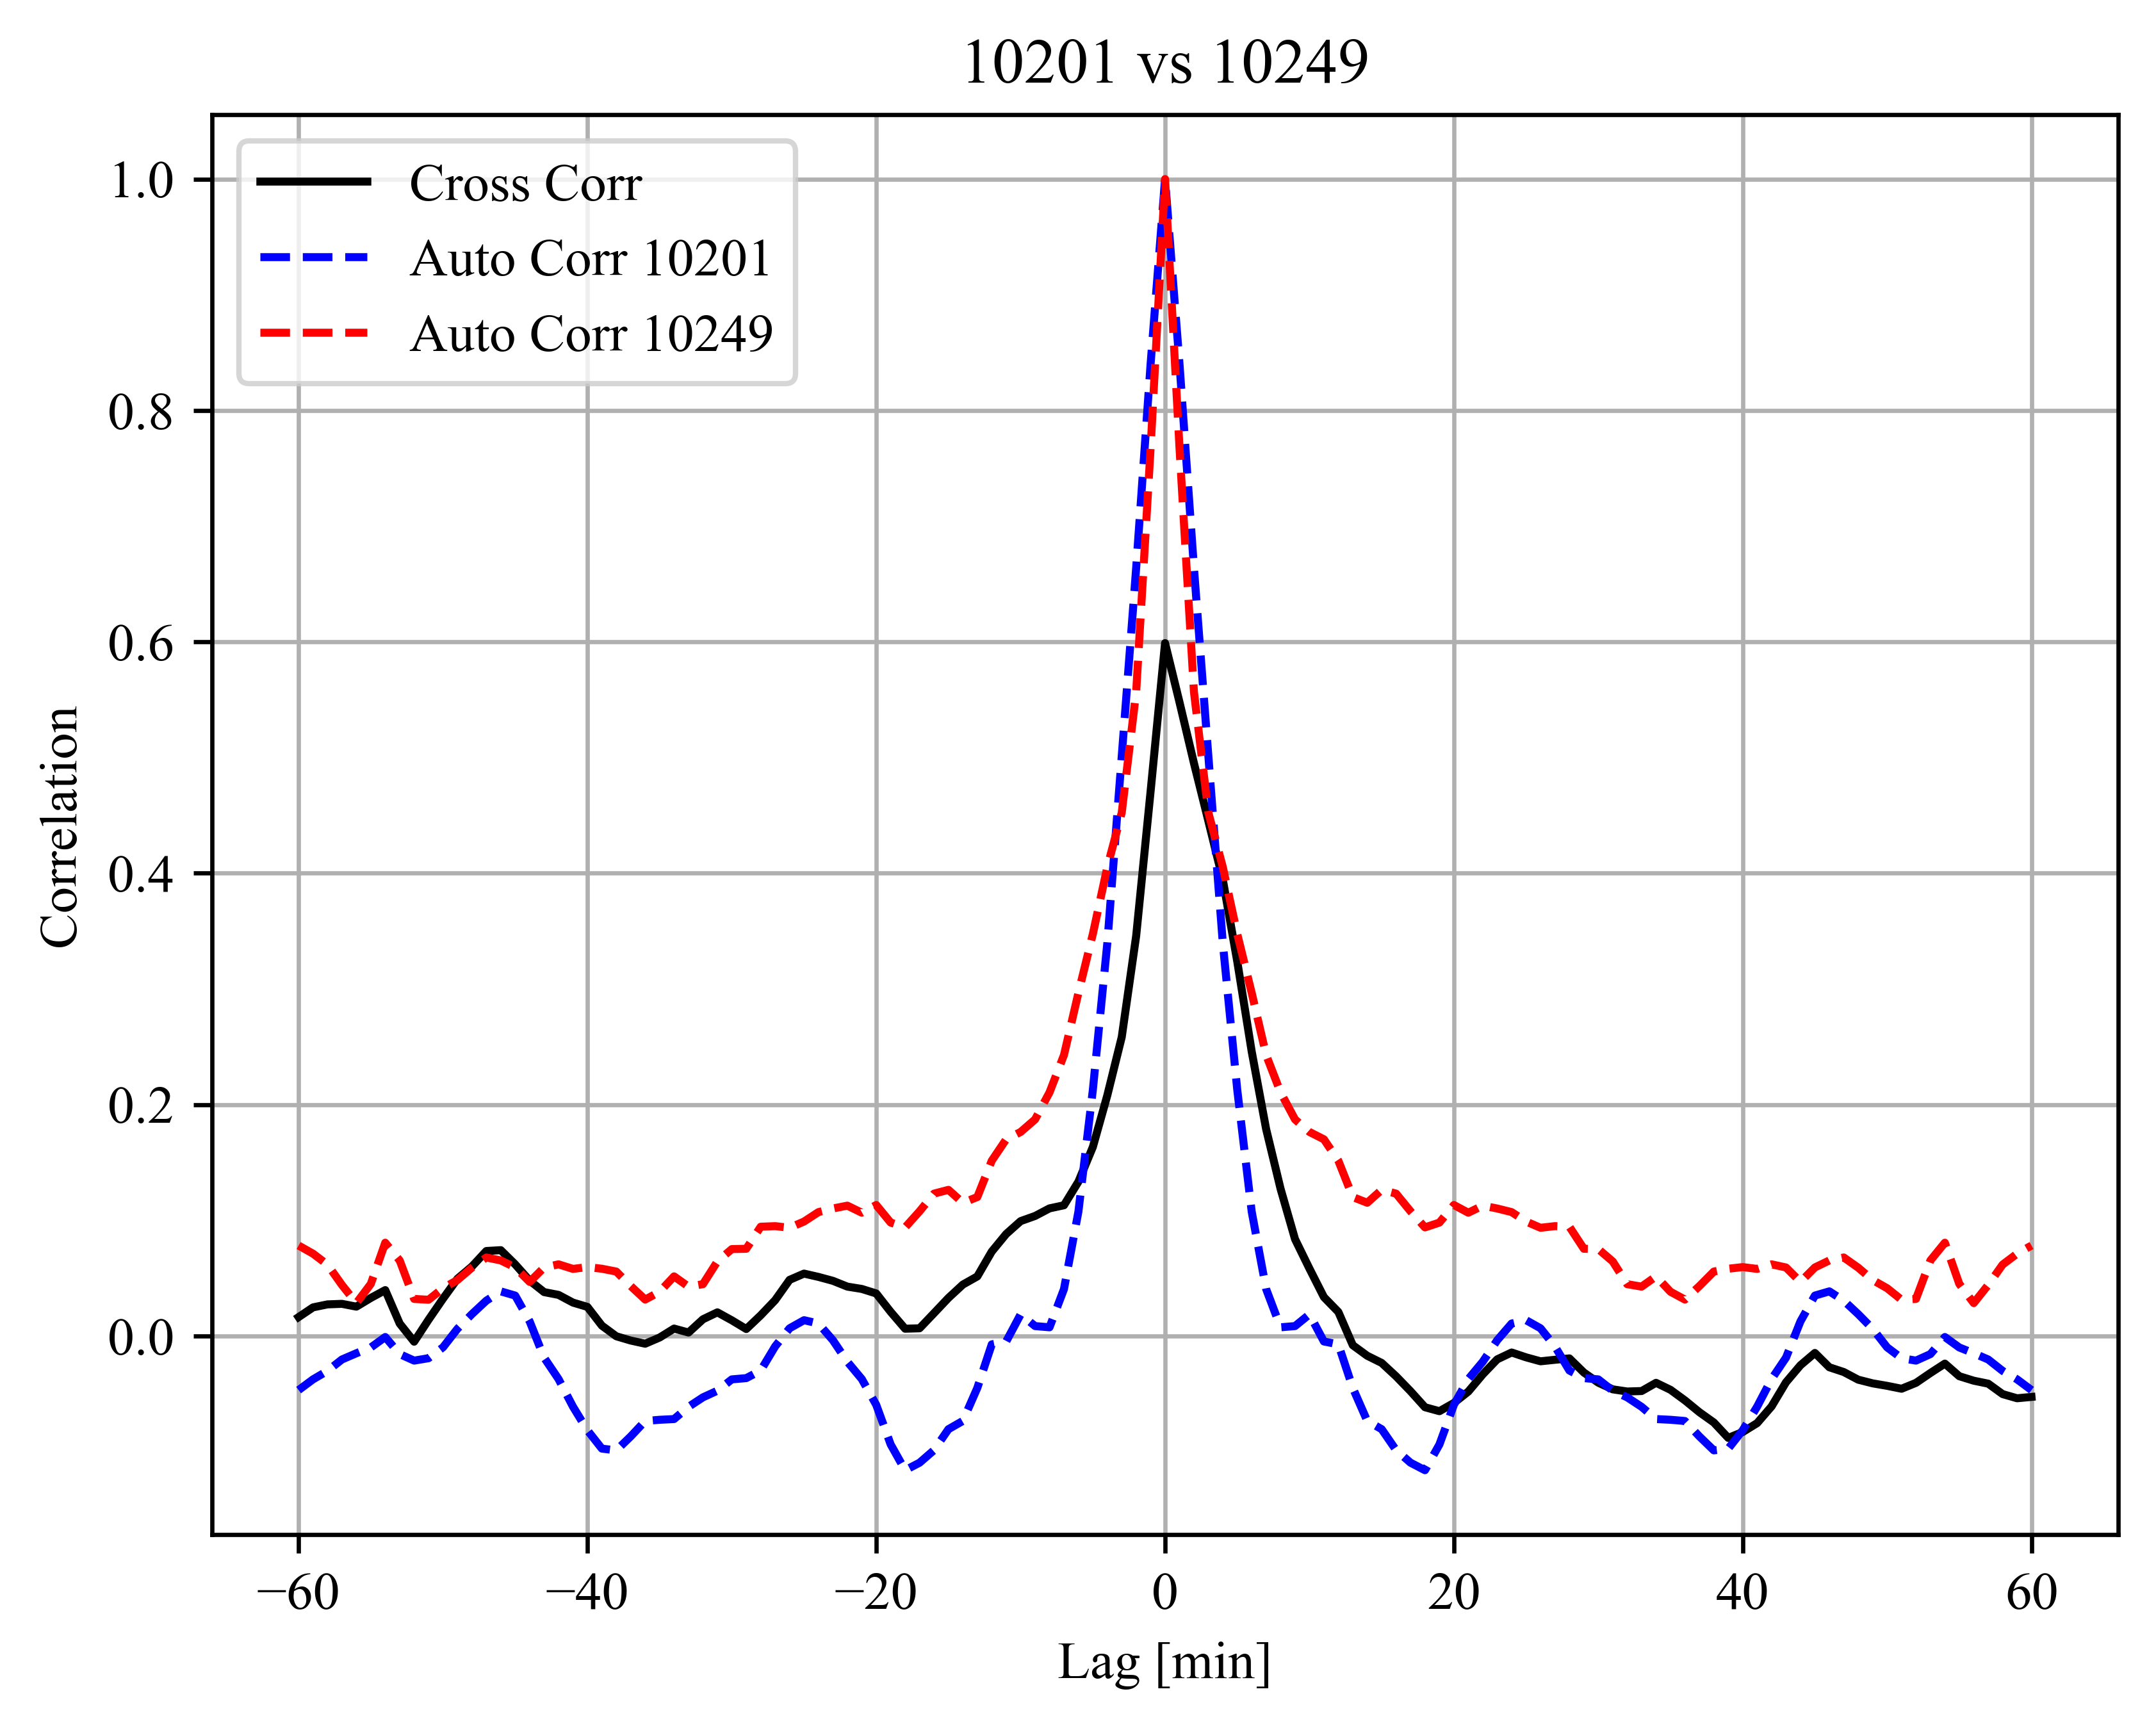 10201 vs 10249
Cross Corr
Auto Corr 10201
Auto Corr 10249
1.0
0.8
0.6
0.4
0.2
0.0
Correlation
−60 −40 −20 0 20 40 60
Lag [min]